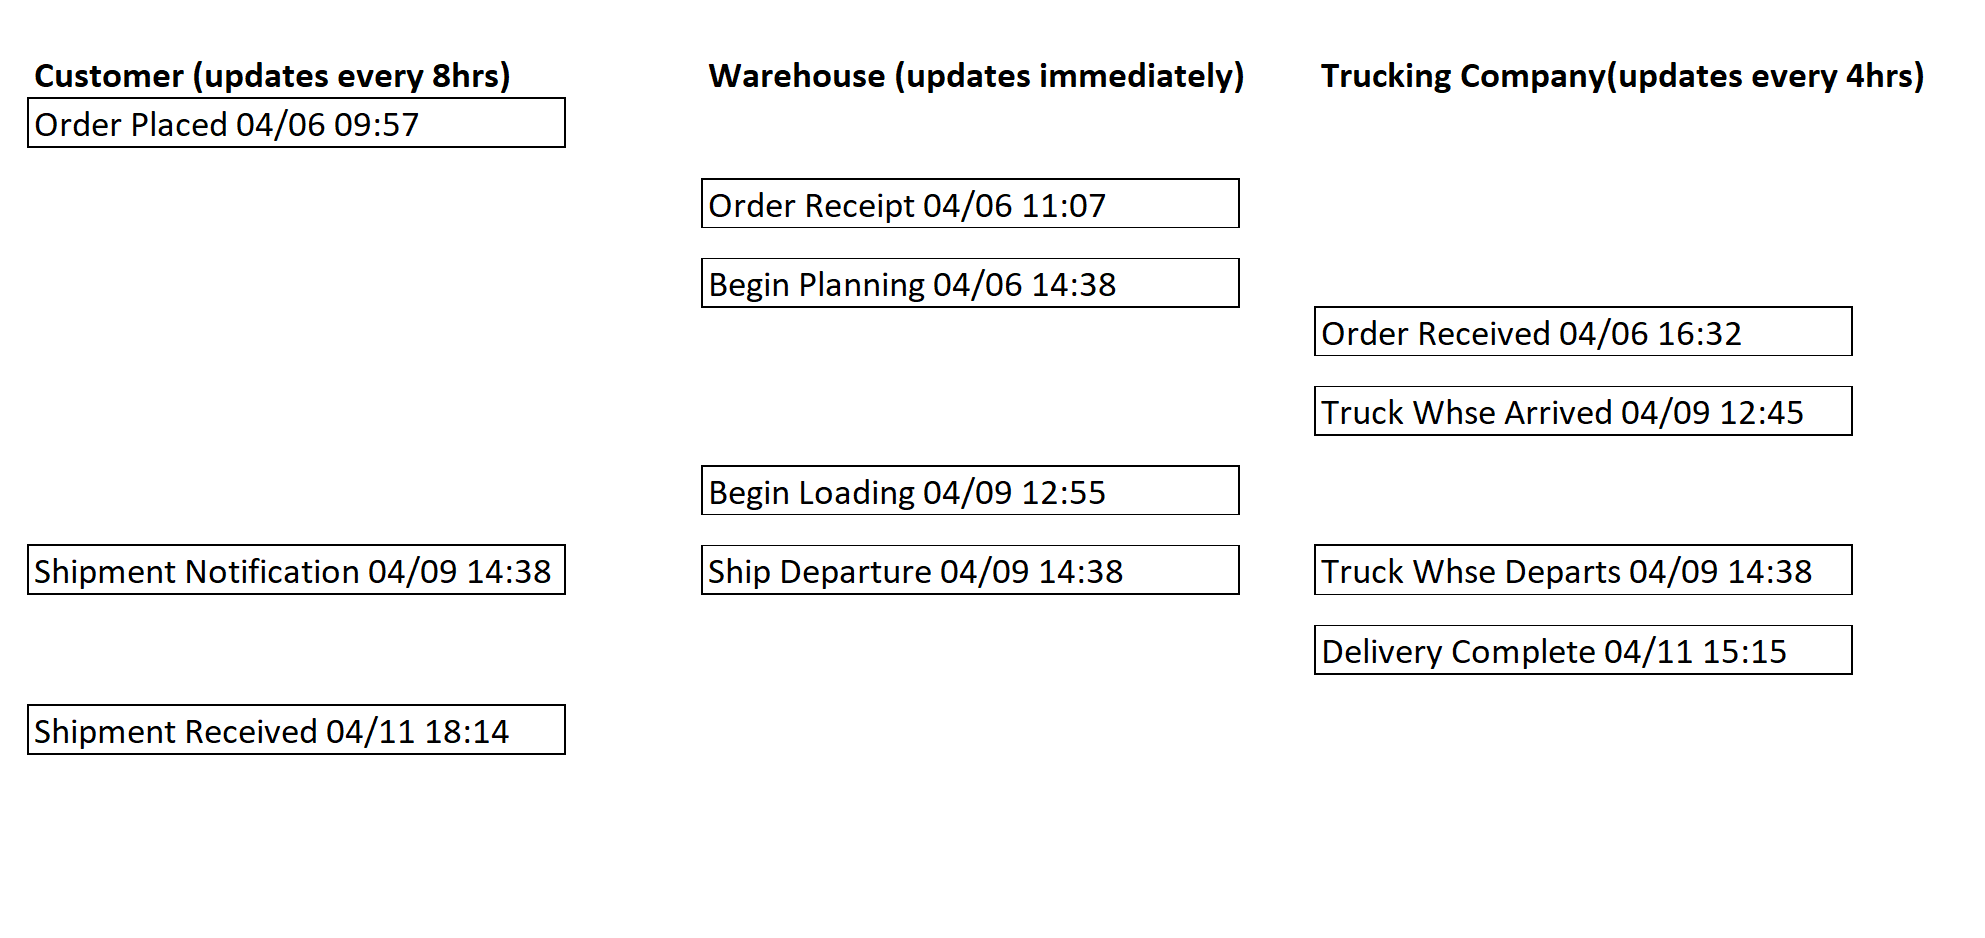 Customer (updates every 8hrs)
Warehouse (updates immediately)
Trucking Company(updates every 4hrs)
Order Placed 04/06 09:57
Order Receipt 04/06 11:07
Begin Planning 04/06 14:38
Order Received 04/06 16:32
Truck Whse Arrived 04/09 12:45
Begin Loading 04/09 12:55
Shipment Notification 04/09 14:38
Ship Departure 04/09 14:38
Truck Whse Departs 04/09 14:38
Delivery Complete 04/11 15:15
Shipment Received 04/11 18:14